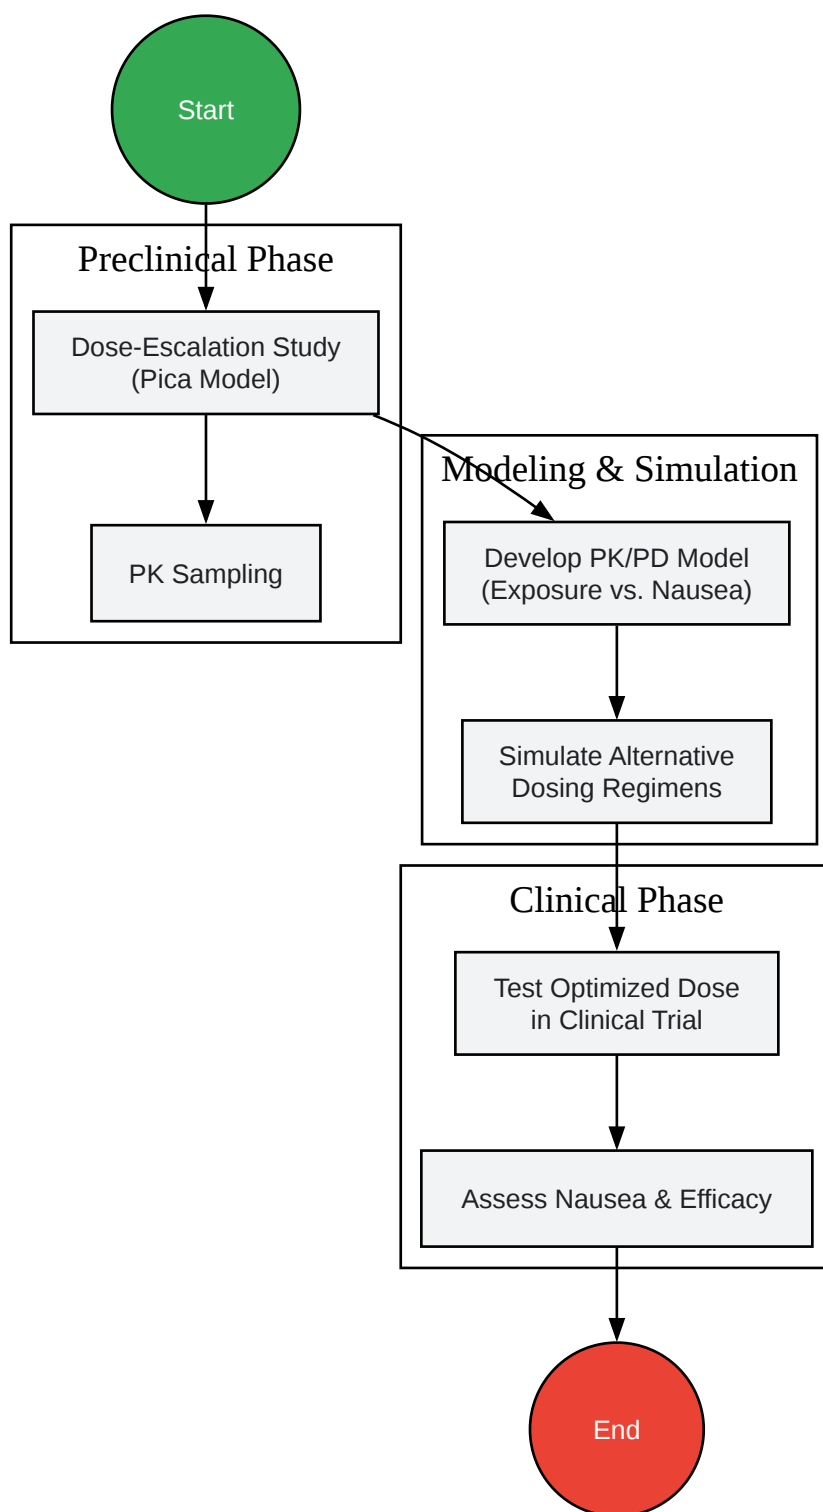 Start
Preclinical Phase
Dose-Escalation Study
(Pica Model)
PK Sampling
Modeling & Simulation
Develop PK/PD Model
(Exposure vs. Nausea)
Simulate Alternative
Dosing Regimens
Clinical Phase
Test Optimized Dose
in Clinical Trial
Assess Nausea & Efficacy
End